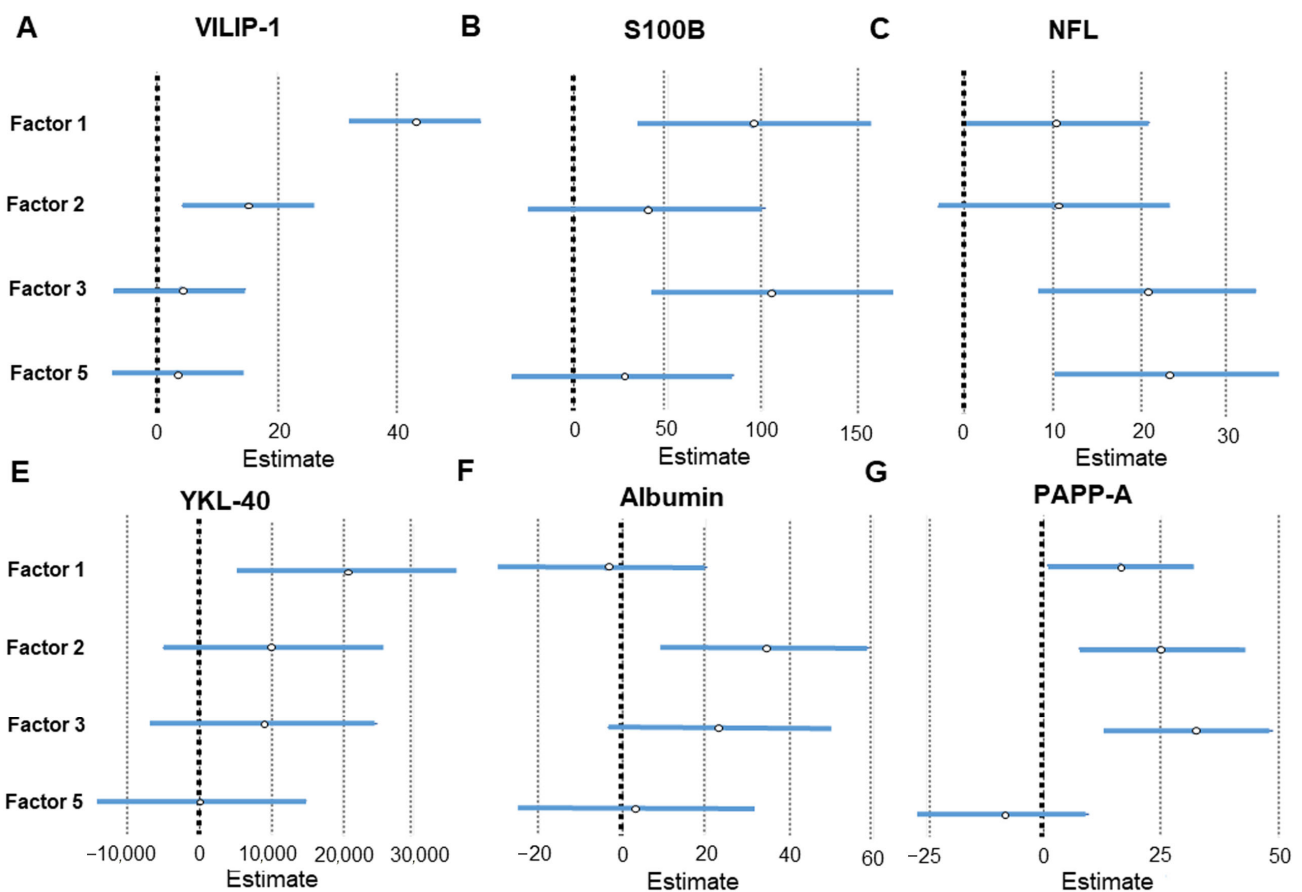 A VILIP-1 B S100B C NFL
Factor 1
Factor 2
Factor 3
Factor 5
0 20 40 0 50 100 150 0 10 20 30
Estimate Estimate Estimate
E YKL-40 F Albumin G PAPP-A
Factor 1
Factor 2
Factor 3
Factor 5
−10,000 0 10,000 20,000 30,000 −20 0 20 40 60 −25 0 25 50
Estimate Estimate Estimate